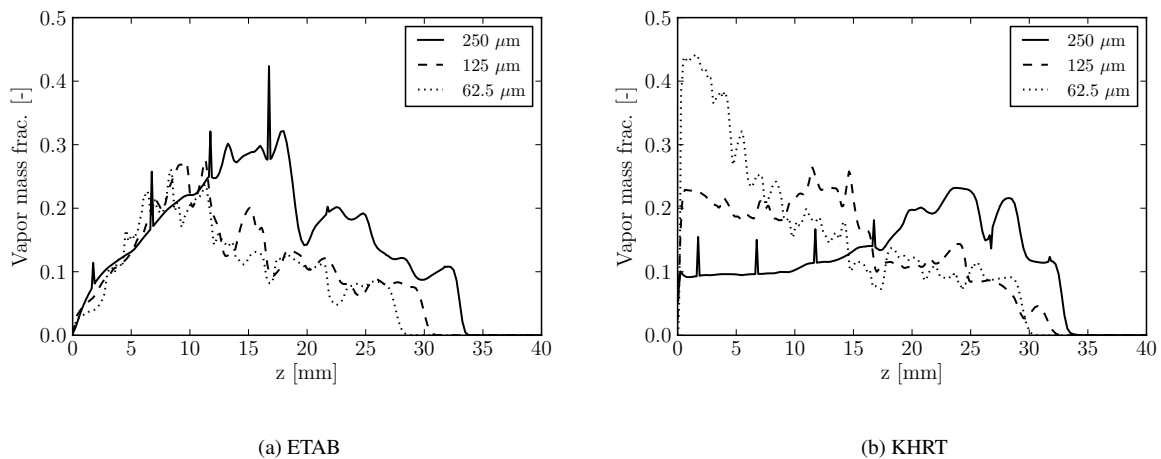 0.5
0.4
0.3
0.2
0.1
0.0
Vapor mass frac. [-]
250 μm
125 μm
62.5 μm
0 5 10 15 20 25 30 35 40
z [mm]
(a) ETAB
0.5
0.4
0.3
0.2
0.1
0.0
Vapor mass frac. [-]
250 μm
125 μm
62.5 μm
0 5 10 15 20 25 30 35 40
z [mm]
(b) KHRT